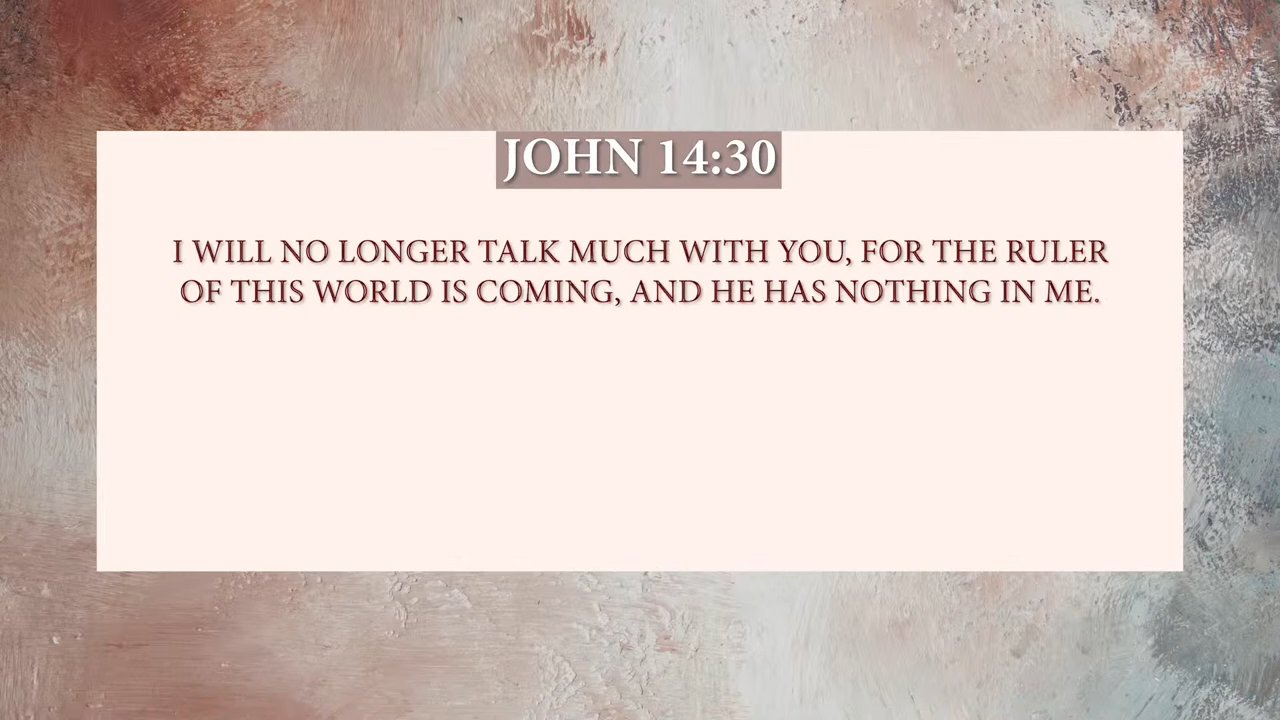 JOHN 14:30
I WILL NO LONGER TALK MUCH WITH YOU, FOR THE RULER
OF THIS WORLD IS COMING, AND HE HAS NOTHING IN ME.